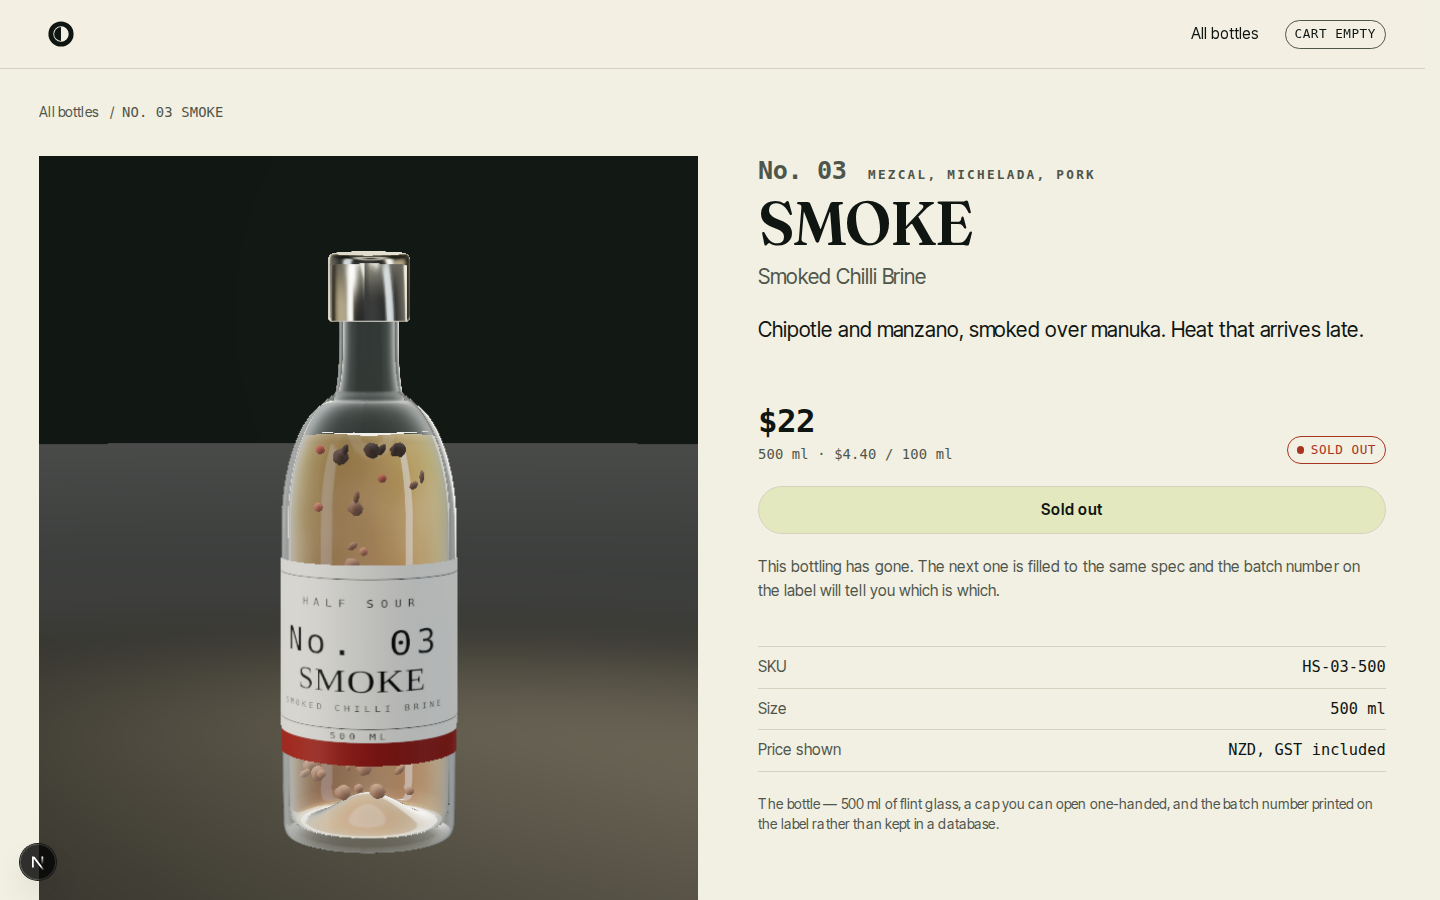 All bottles
CART EMPTY
All bottles / NO. 03 SMOKE
No. 03 MEZCAL, MICHELADA, PORK
SMOKE
Smoked Chilli Brine
Chipotle and manzano, smoked over manuka. Heat that arrives late.
$22
500 ml · $4.40 / 100 ml
SOLD OUT
Sold out
This bottling has gone. The next one is filled to the same spec and the batch number on
the label will tell you which is which.
SKU HS-03-500
Size 500 ml
Price shown NZD, GST included
The bottle — 500 ml of flint glass, a cap you can open one-handed, and the batch number printed on
the label rather than kept in a database.
HALF SOUR
No. 03
SMOKE
SMOKED CHILLI BRINE
500 ML
N